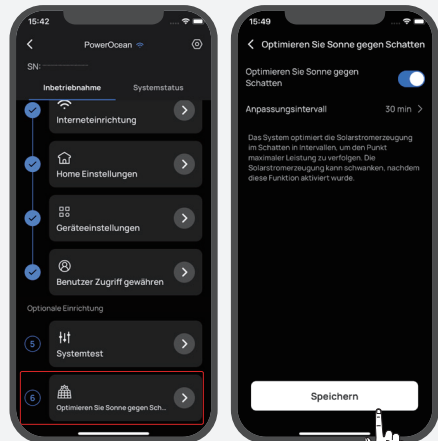 15:42
PowerOcean
SN:
Inbetriebnahme
Systemstatus
Interneteinrichtung
Home Einstellungen
Geräteeinstellungen
Benutzer Zugriff gewähren
Optionale Einrichtung
5
Systemtest
6
Optimieren Sie Sonne gegen Sch...
15:49
Optimieren Sie Sonne gegen Schatten
Optimieren Sie Sonne gegen
Schatten
Anpassungsintervall
30 min
Das System optimiert die Solarstromerzeugung
im Schatten in Intervallen, um den Punkt
maximaler Leistung zu verfolgen. Die
Solarstromerzeugung kann schwanken, nachdem
diese Funktion aktiviert wurde.
Speichern